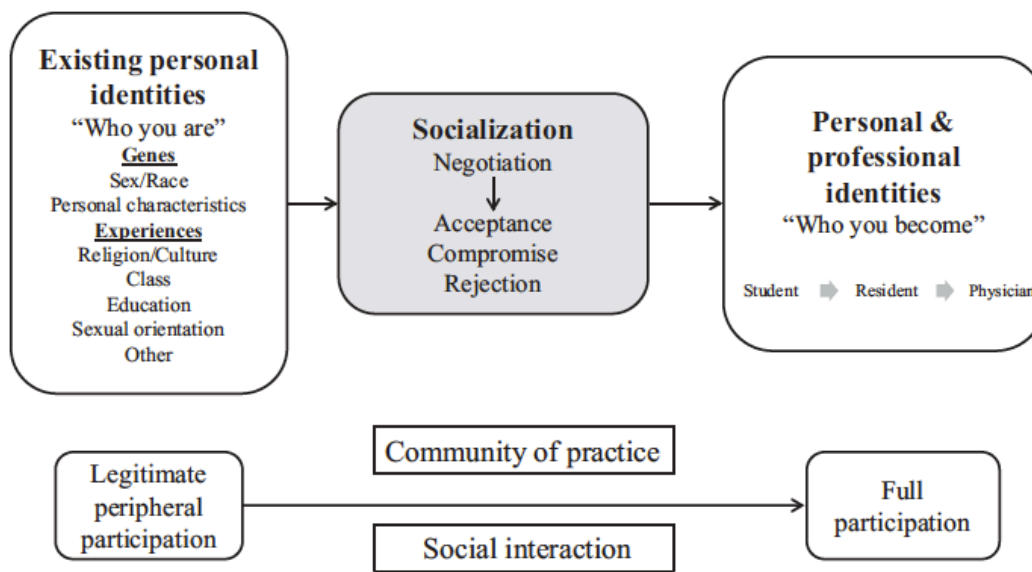 Existing personal
identities
“Who you are”
Genes
Sex/Race
Personal characteristics
Experiences
Religion/Culture
Class
Education
Sexual orientation
Other
Socialization
Negotiation
Acceptance
Compromise
Rejection
Personal &
professional
identities
“Who you become”
Student Resident Physician
Legitimate
peripheral
participation
Community of practice
Social interaction
Full
participation